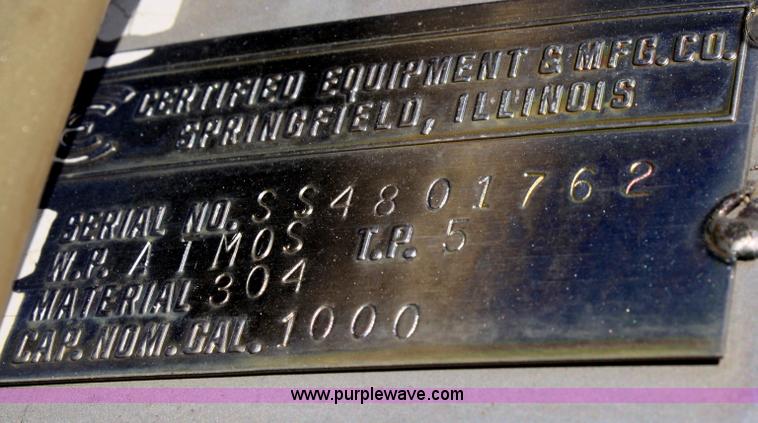 CERTIFIED EQUIPMENT & MFG. CO.
SPRINGFIELD, ILLINOIS
SERIAL NO. SS4801762
W.P. ATMOS T.P. 5
MATERIAL 304
CAP. NOM. GAL. 1000
www.purplewave.com